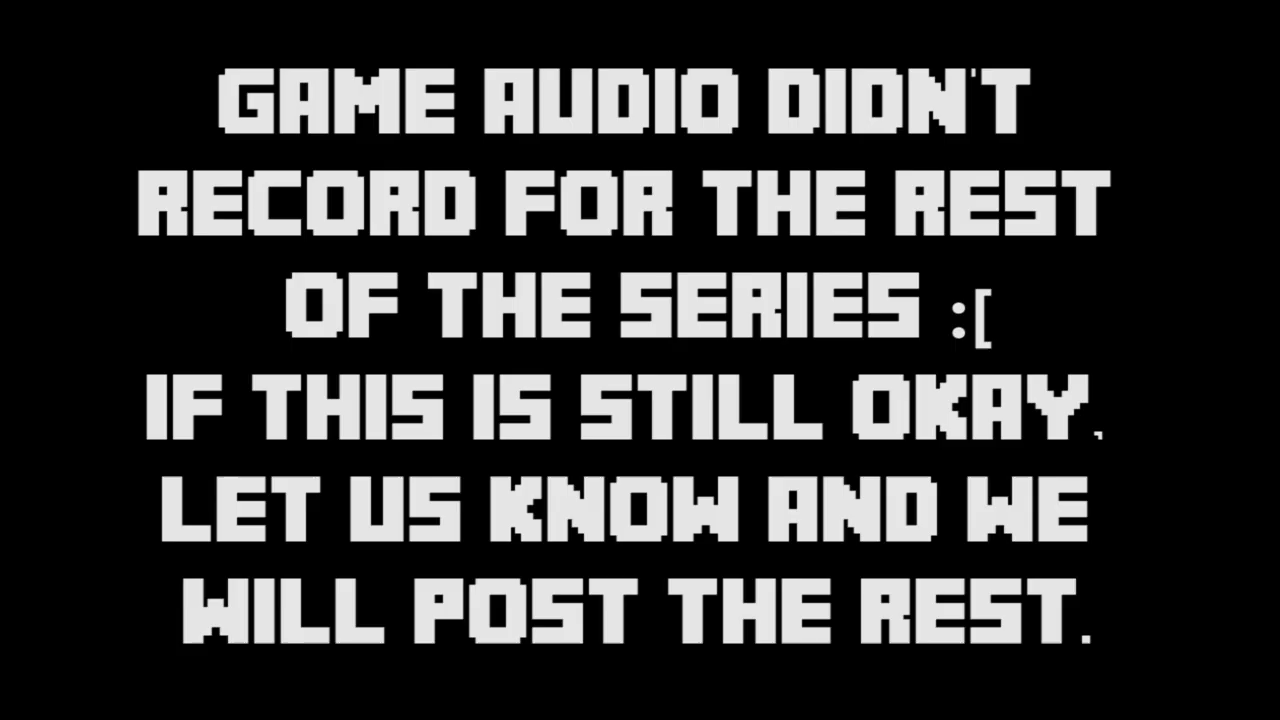 GAME AUDIO DIDN'T
RECORD FOR THE REST
OF THE SERIES :[
IF THIS IS STILL OKAY,
LET US KNOW AND WE
WILL POST THE REST.